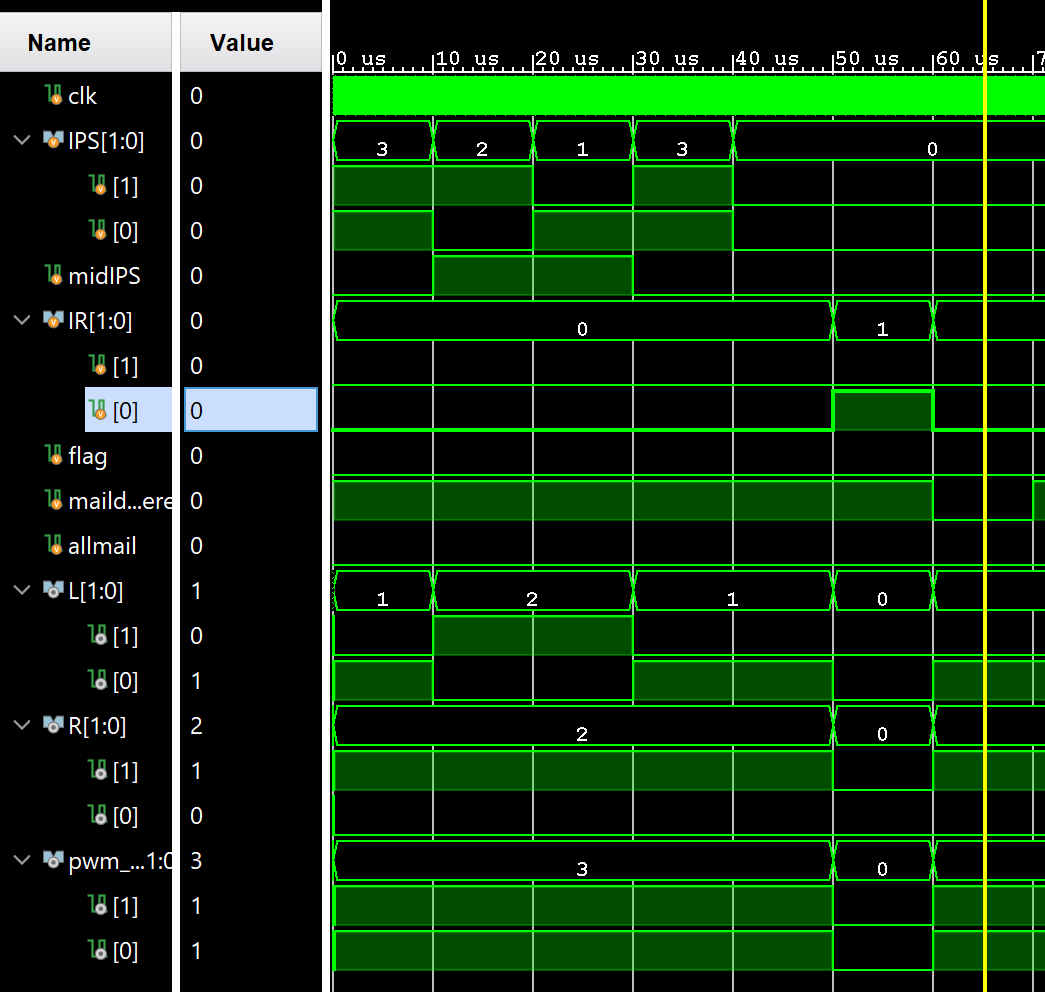 Name Value
0 us 10 us 20 us 30 us 40 us 50 us 60 us 7
clk 0
IPS[1:0] 0 3 2 1 3 0
[1] 0
[0] 0
midIPS 0
IR[1:0] 0 0 1
[1] 0
[0] 0
flag 0
maild...ere 0
allmail 0
L[1:0] 1 1 2 1 0
[1] 0
[0] 1
R[1:0] 2 2 0
[1] 1
[0] 0
pwm_...1:0 3 3 0
[1] 1
[0] 1